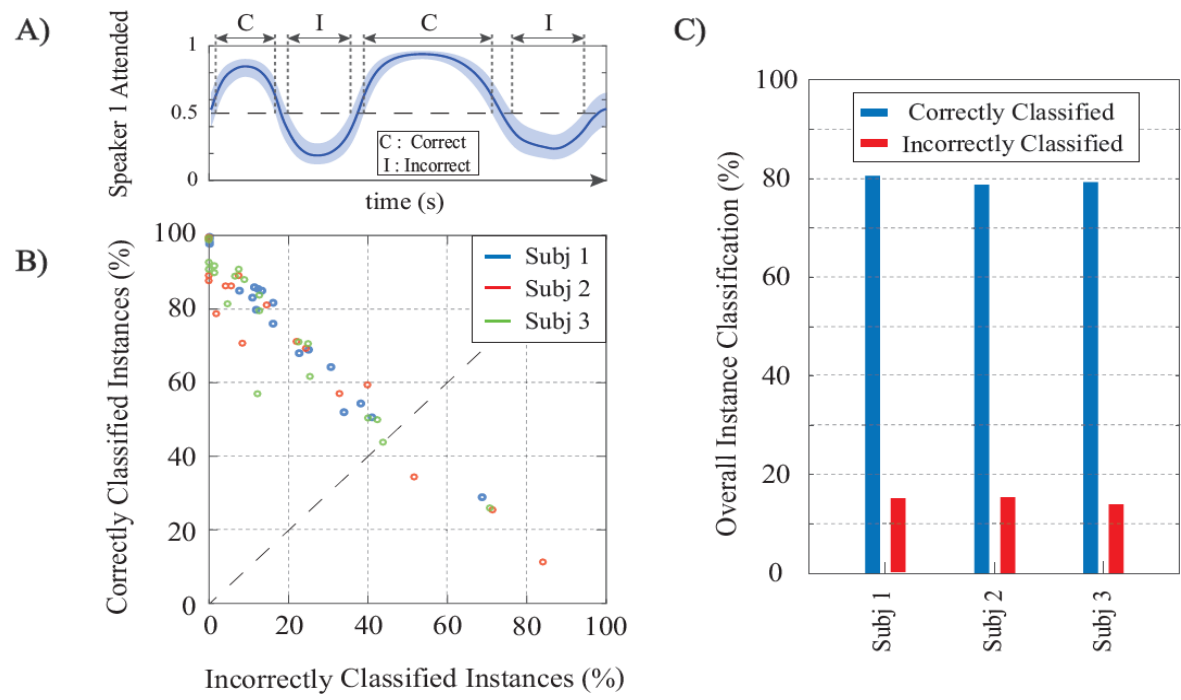 A)
C I C I
Speaker 1 Attended
1
0.5
0
C : Correct
I : Incorrect
time (s)
B)
Correctly Classified Instances (%)
100
80
60
40
20
0
Subj 1
Subj 2
Subj 3
0 20 40 60 80 100
Incorrectly Classified Instances (%)
C)
Overall Instance Classification (%)
100
80
60
40
20
0
Correctly Classified
Incorrectly Classified
Subj 1
Subj 2
Subj 3